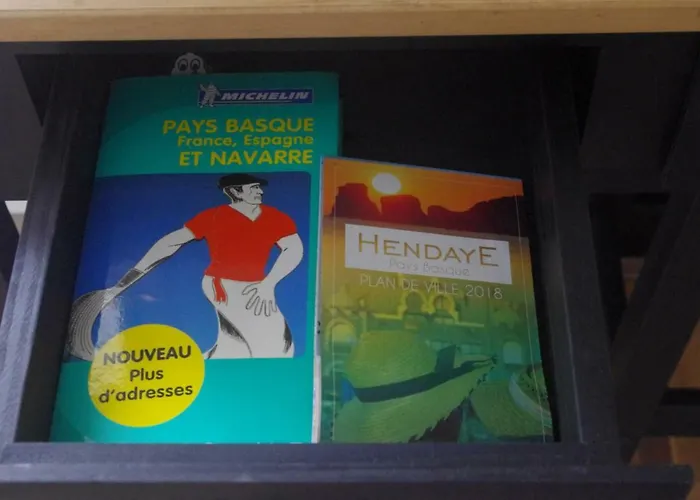 MICHELIN
PAYS BASQUE
France, Espagne
ET NAVARRE
NOUVEAU
Plus
d'adresses
HENDAYE
Pays Basque
PLAN DE VILLE 2018